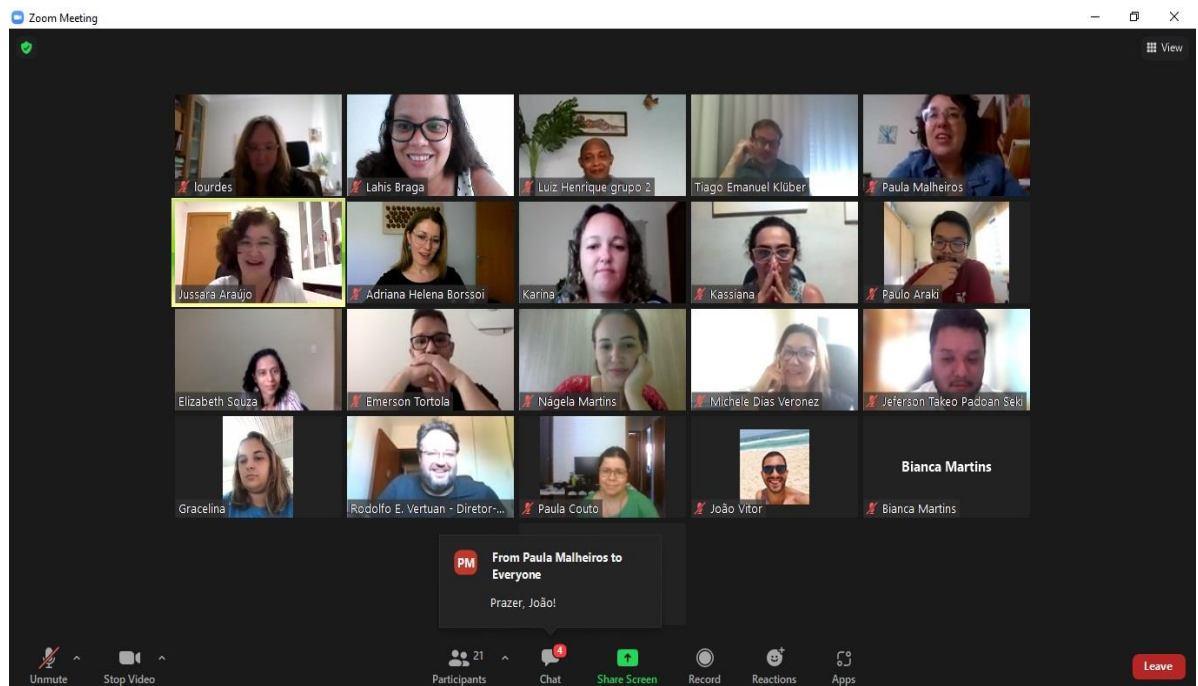 Zoom Meeting
View
lourdes
Lahis Braga
Luiz Henrique grupo 2
Tiago Emanuel Klüber
Paula Malheiros
Jussara Araújo
Adriana Helena Borssoi
Karina
Kassiana
Paulo Araki
Elizabeth Souza
Emerson Tortola
Nágela Martins
Michele Dias Veronez
Jeferson Takeo Padoan Seki
Gracelina
Rodolfo E. Vertuan - Diretor-...
Paula Couto
João Vitor
Bianca Martins
Bianca Martins
PM
From Paula Malheiros to
Everyone
Prazer, João!
Unmute
Stop Video
21
Participants
4
Chat
Share Screen
Record
Reactions
Apps
Leave